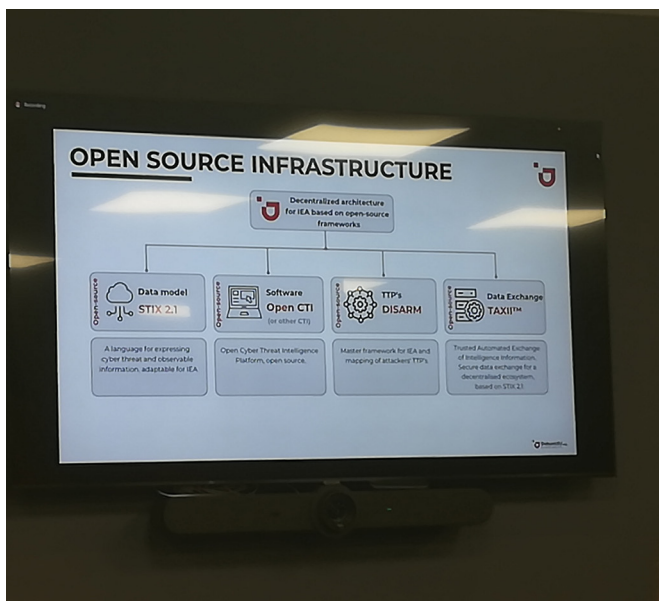 Recording
OPEN SOURCE INFRASTRUCTURE
Decentralized architecture
for IEA based on open-source
frameworks
Open-source
Data model
STIX 2.1
A language for expressing
cyber threat and observable
information, adaptable for IEA
Open-source
Software
Open CTI
(or other CTI)
Open Cyber Threat Intelligence
Platform, open source,
Open-source
TTP's
DISARM
Master framework for IEA and
mapping of attackers' TTP's
Open-source
Data Exchange
TAXII™
Trusted Automated Exchange
of Intelligence Information,
Secure data exchange for a
decentralised ecosystem,
based on STIX 2.1